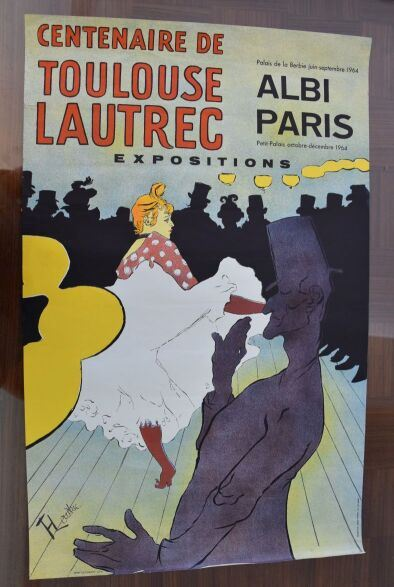 CENTENAIRE DE
TOULOUSE
LAUTREC
EXPOSITIONS
Palais de la Berbie juin-septembre 1964
ALBI
PARIS
Petit-Palais octobre-décembre 1964